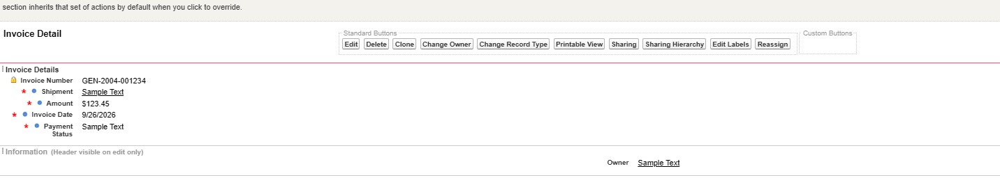 section inherits that set of actions by default when you click to override.
Invoice Detail
Standard Buttons
Edit Delete Clone Change Owner Change Record Type Printable View Sharing Sharing Hierarchy Edit Labels Reassign
Custom Buttons
Invoice Details
Invoice Number GEN-2004-001234
* Shipment Sample Text
* Amount $123.45
* Invoice Date 9/26/2026
* Payment Sample Text
Status
Information (Header visible on edit only)
Owner Sample Text